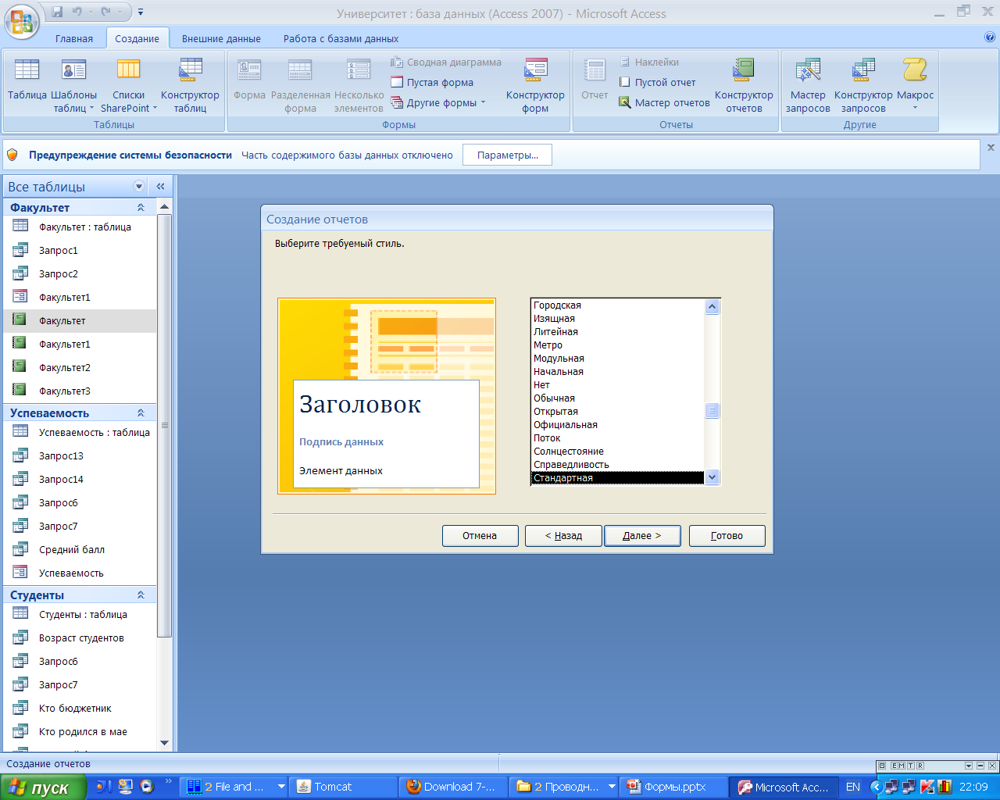 Университет : база данных (Access 2007) - Microsoft Access
Главная Создание Внешние данные Работа с базами данных
Таблица
Шаблоны таблиц
Списки SharePoint
Конструктор таблиц
Таблицы
Форма
Разделенная форма
Несколько элементов
Сводная диаграмма
Пустая форма
Другие формы
Конструктор форм
Формы
Отчет
Наклейки
Пустой отчет
Мастер отчетов
Конструктор отчетов
Отчеты
Мастер запросов
Конструктор запросов
Макрос
Другие
Предупреждение системы безопасности Часть содержимого базы данных отключено Параметры...
Все таблицы
Факультет
Факультет : таблица
Запрос1
Запрос2
Факультет1
Факультет
Факультет1
Факультет2
Факультет3
Успеваемость
Успеваемость : таблица
Запрос13
Запрос14
Запрос6
Запрос7
Средний балл
Успеваемость
Студенты
Студенты : таблица
Возраст студентов
Запрос6
Запрос7
Кто бюджетник
Кто родился в мае
Создание отчетов
Выберите требуемый стиль.
Заголовок
Подпись данных
Элемент данных
Городская
Изящная
Литейная
Метро
Модульная
Начальная
Нет
Обычная
Открытая
Официальная
Поток
Солнцестояние
Справедливость
Стандартная
Отмена < Назад Далее > Готово
Создание отчетов
EMTR
пуск 2 File and ... Tomcat Download 7-... 2 Проводн... Формы.pptx Microsoft Acc... EN 22:09